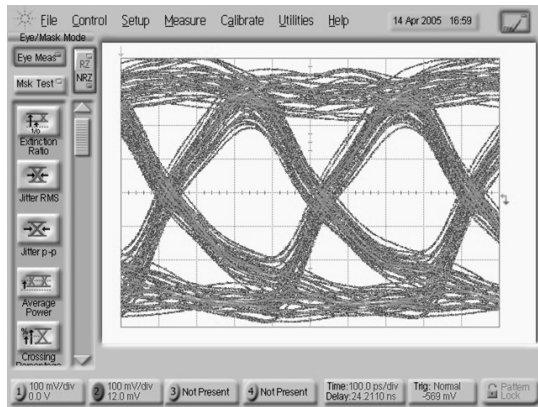 File Control Setup Measure Calibrate Utilities Help 14 Apr 2005 16:59
Eye/Mask Mode
Eye Meas
RZ
NRZ
Msk Test
1/0
Extinction
Ratio
Jitter RMS
Jitter p-p
Average
Power
%
Crossing
1) 100 mV/div
0.0 V
2) 100 mV/div
12.0 mV
3) Not Present
4) Not Present
Time:100.0 ps/div
Delay:24.2110 ns
Trig: Normal
-569 mV
Pattern
Lock